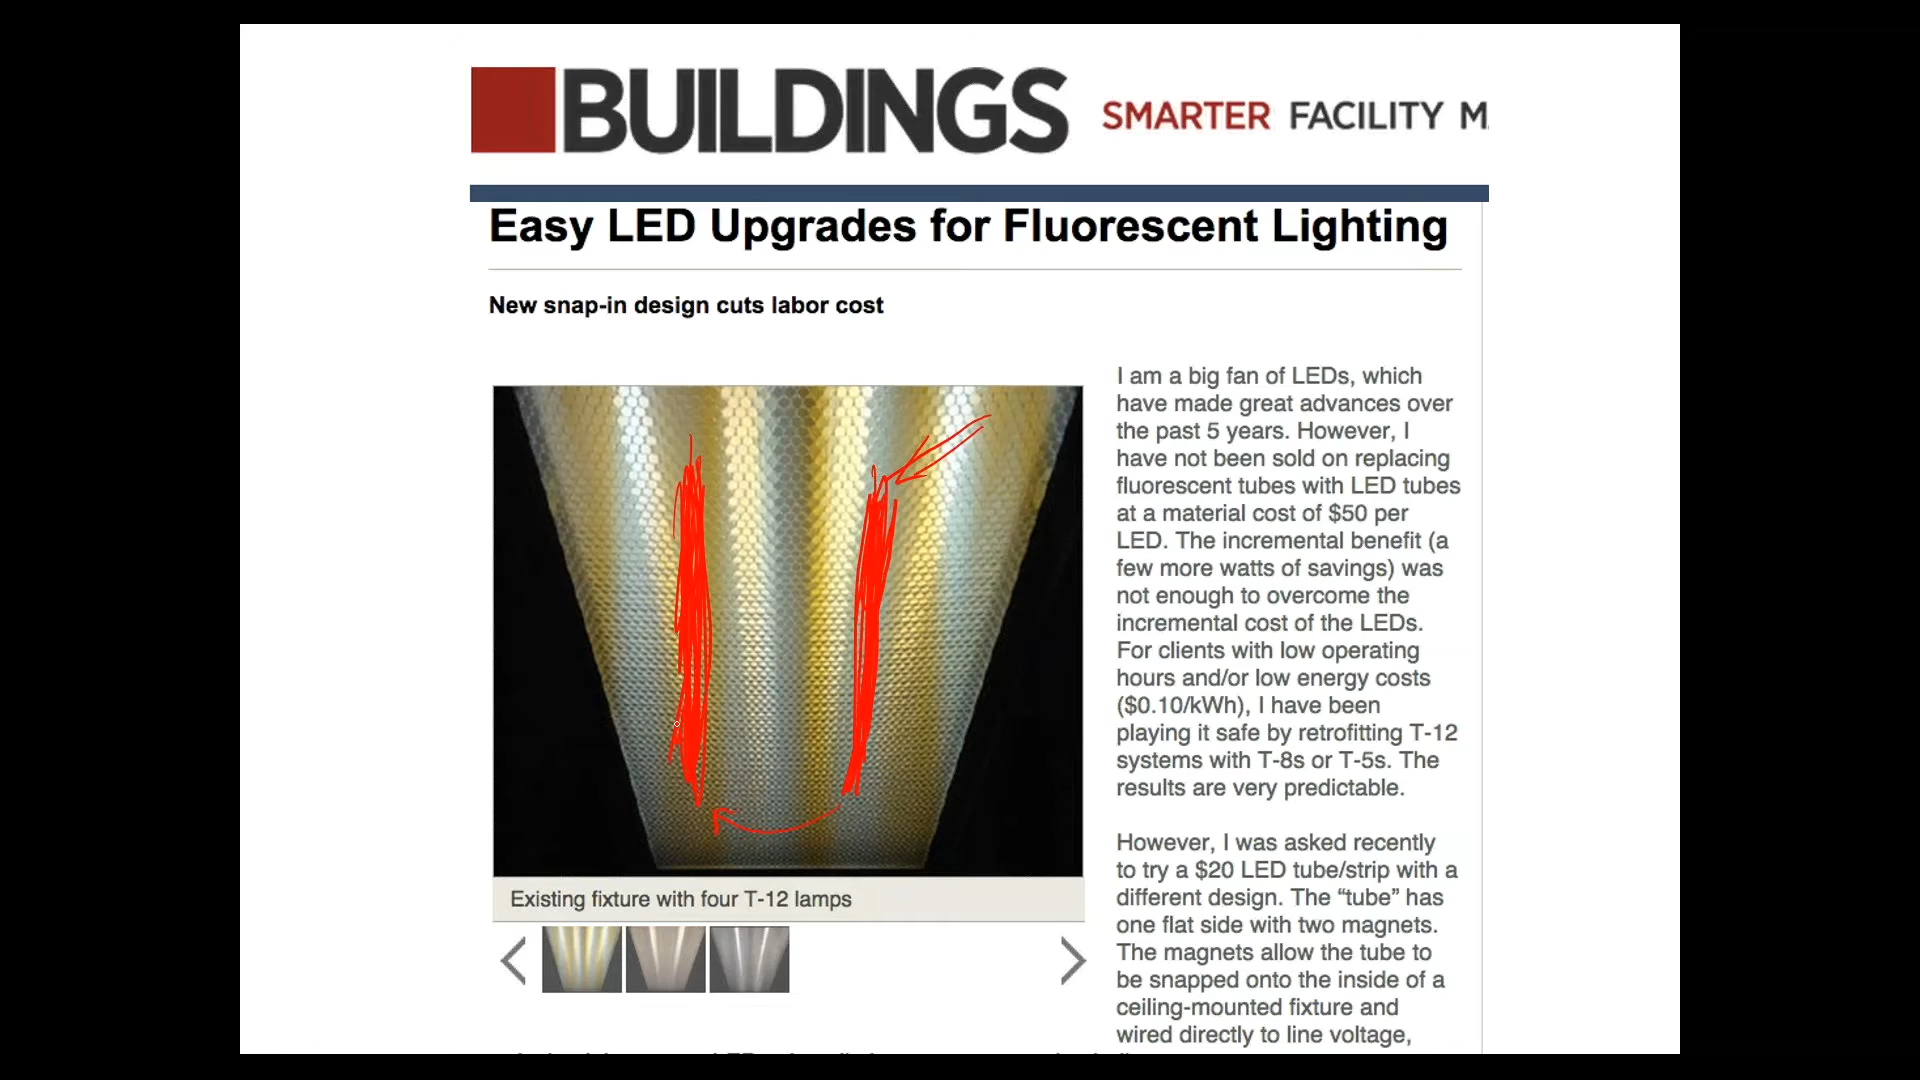 BUILDINGS SMARTER FACILITY M
Easy LED Upgrades for Fluorescent Lighting
New snap-in design cuts labor cost
Existing fixture with four T-12 lamps
I am a big fan of LEDs, which
have made great advances over
the past 5 years. However, I
have not been sold on replacing
fluorescent tubes with LED tubes
at a material cost of $50 per
LED. The incremental benefit (a
few more watts of savings) was
not enough to overcome the
incremental cost of the LEDs.
For clients with low operating
hours and/or low energy costs
($0.10/kWh), I have been
playing it safe by retrofitting T-12
systems with T-8s or T-5s. The
results are very predictable.
However, I was asked recently
to try a $20 LED tube/strip with a
different design. The “tube” has
one flat side with two magnets.
The magnets allow the tube to
be snapped onto the inside of a
ceiling-mounted fixture and
wired directly to line voltage,